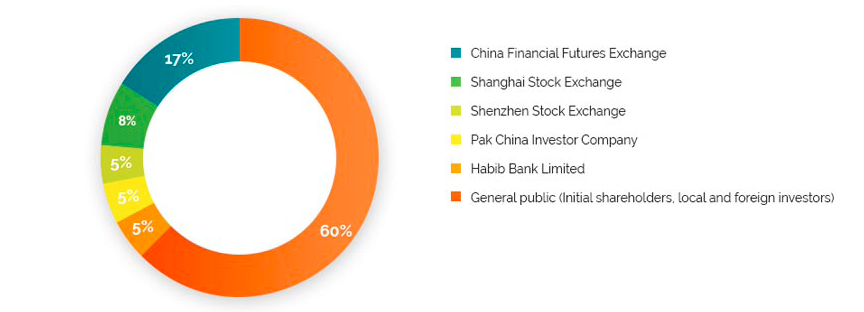 17%
8%
5%
5%
5%
60%
China Financial Futures Exchange
Shanghai Stock Exchange
Shenzhen Stock Exchange
Pak China Investor Company
Habib Bank Limited
General public (Initial shareholders, local and foreign investors)